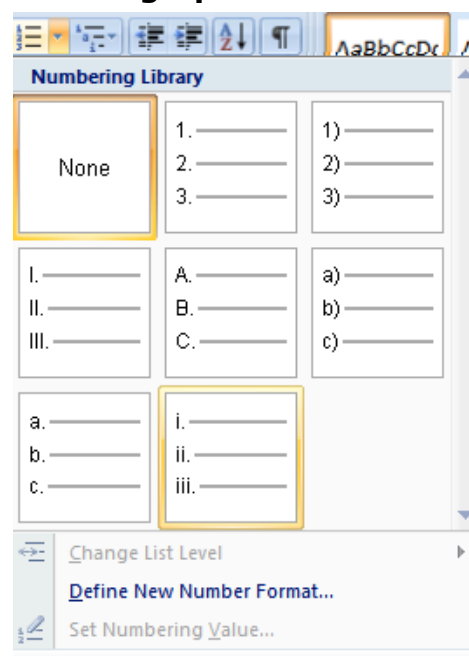 AaBbCcDc
Numbering Library
None
1.
2.
3.
1)
2)
3)
I.
II.
III.
A.
B.
C.
a)
b)
c)
a.
b.
c.
i.
ii.
iii.
Change List Level
Define New Number Format...
Set Numbering Value...